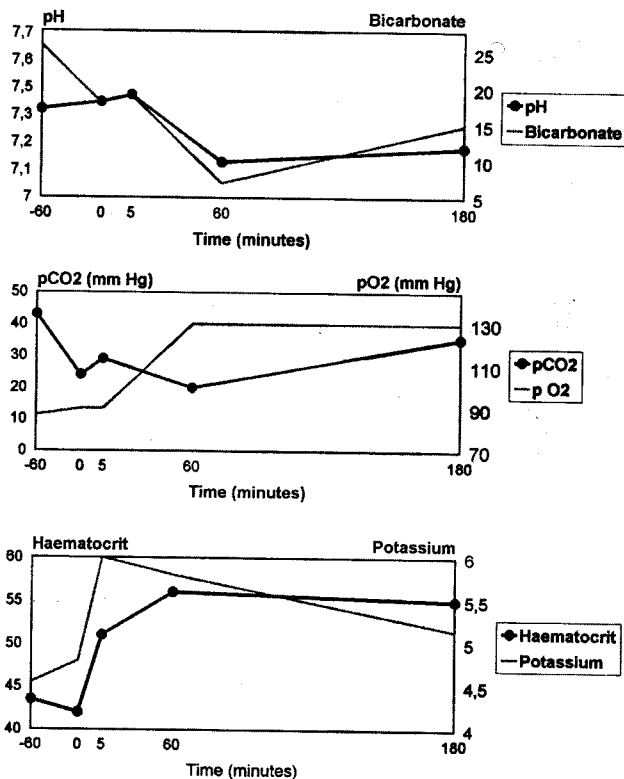 pH Bicarbonate
7,7
7,6
7,5
7,3
7,2
7,1
7
25
20
15
10
5
-60 0 5 60 180
Time (minutes)
pH
Bicarbonate
pCO2 (mm Hg) pO2 (mm Hg)
50
40
30
20
10
0
130
110
90
70
-60 0 5 60 180
Time (minutes)
pCO2
p O2
Haematocrit Potassium
60
55
50
45
40
6
5,5
5
4,5
4
-60 0 5 60 180
Time (minutes)
Haematocrit
Potassium